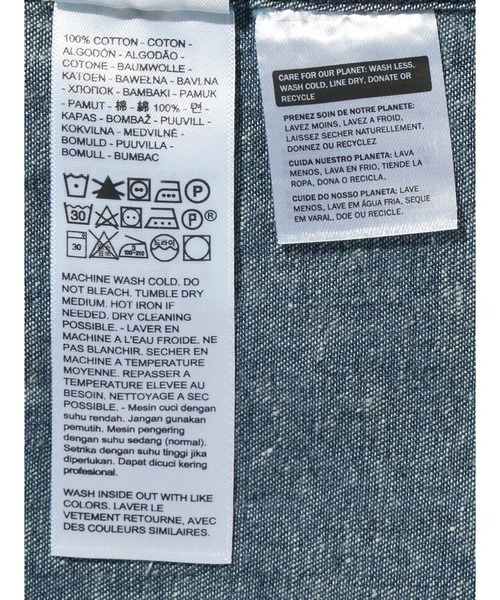 100% COTTON - COTON -
ALGODÓN - ALGODÃO -
COTONE - BAUMWOLLE -
KATOEN - BAWEŁNA - BAVLNA
- ХЛОПОК - BAMBAKI - PAMUK
- PAMUT - 棉 - 綿 100% - 면 -
KAPAS - BOMBAŽ - PUUVILL -
KOKVILNA - MEDVILNĖ -
BOMULD - PUUVILLA -
BOMULL - BUMBAC
P
30 P ®
30 3 180-210 드라이
MACHINE WASH COLD. DO
NOT BLEACH. TUMBLE DRY
MEDIUM. HOT IRON IF
NEEDED. DRY CLEANING
POSSIBLE. - LAVER EN
MACHINE A L'EAU FROIDE. NE
PAS BLANCHIR. SECHER EN
MACHINE A TEMPERATURE
MOYENNE. REPASSER A
TEMPERATURE ELEVEE AU
BESOIN. NETTOYAGE A SEC
POSSIBLE. - Mesin cuci dengan
suhu rendah. Jangan gunakan
pemutih. Mesin pengering
dengan suhu sedang (normal).
Setrika dengan suhu tinggi jika
diperlukan. Dapat dicuci kering
profesional.
WASH INSIDE OUT WITH LIKE
COLORS. LAVER LE
VETEMENT RETOURNE, AVEC
DES COULEURS SIMILAIRES.
CARE FOR OUR PLANET: WASH LESS,
WASH COLD, LINE DRY, DONATE OR
RECYCLE
PRENEZ SOIN DE NOTRE PLANETE:
LAVEZ MOINS, LAVEZ A FROID,
LAISSEZ SECHER NATURELLEMENT,
DONNEZ OU RECYCLEZ
CUIDA NUESTRO PLANETA: LAVA
MENOS, LAVA EN FRIO, TIENDE LA
ROPA, DONA O RECICLA.
CUIDE DO NOSSO PLANETA: LAVE
MENOS, LAVE EM ÁGUA FRIA, SEQUE
EM VARAL, DOE OU RECICLE.